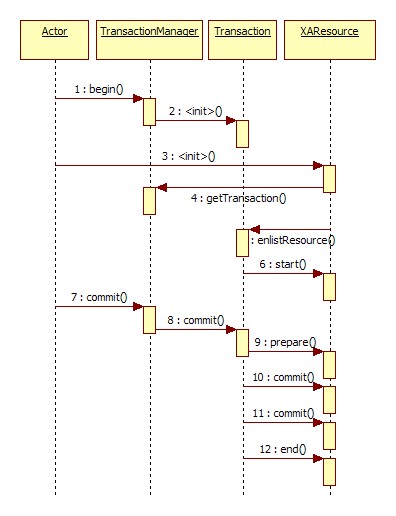 Actor TransactionManager Transaction XAResource
1 : begin()
2 : <init>()
3 : <init>()
4 : getTransaction()
: enlistResource()
6 : start()
7 : commit()
8 : commit()
9 : prepare()
10 : commit()
11 : commit()
12 : end()